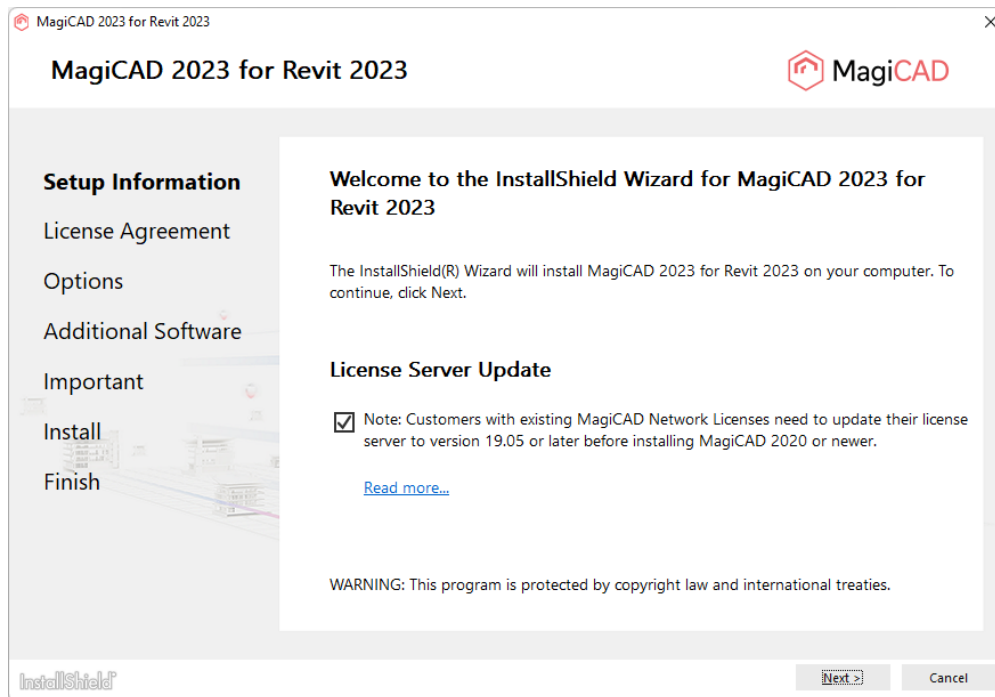 MagiCAD 2023 for Revit 2023
MagiCAD 2023 for Revit 2023
MagiCAD
Setup Information
License Agreement
Options
Additional Software
Important
Install
Finish
Welcome to the InstallShield Wizard for MagiCAD 2023 for
Revit 2023
The InstallShield(R) Wizard will install MagiCAD 2023 for Revit 2023 on your computer. To
continue, click Next.
License Server Update
Note: Customers with existing MagiCAD Network Licenses need to update their license
server to version 19.05 or later before installing MagiCAD 2020 or newer.
Read more...
WARNING: This program is protected by copyright law and international treaties.
InstallShield
Next >
Cancel